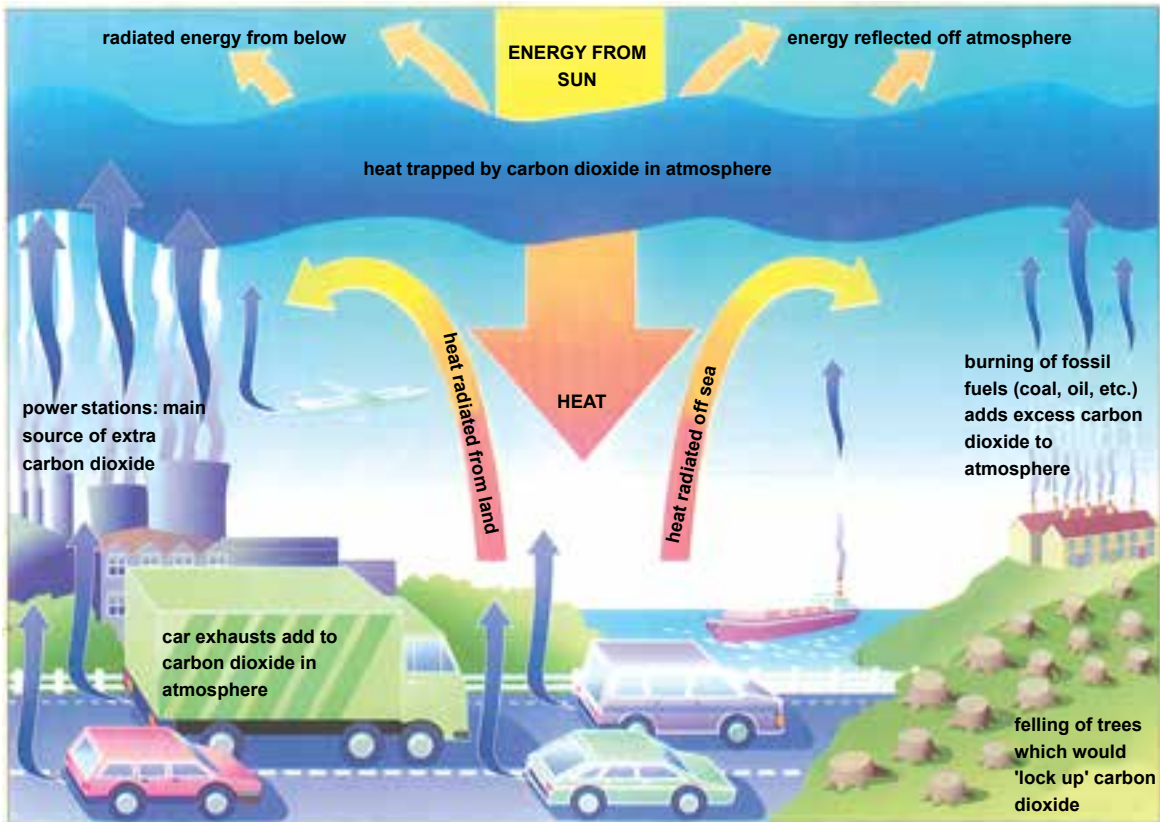 radiated energy from below
ENERGY FROM
SUN
energy reflected off atmosphere
heat trapped by carbon dioxide in atmosphere
heat radiated from land
HEAT
heat radiated off sea
power stations: main
source of extra
carbon dioxide
burning of fossil
fuels (coal, oil, etc.)
adds excess carbon
dioxide to
atmosphere
car exhausts add to
carbon dioxide in
atmosphere
felling of trees
which would
'lock up' carbon
dioxide